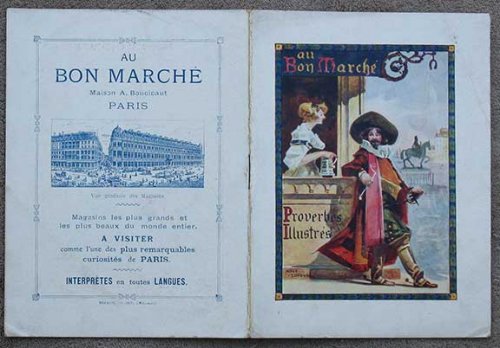 AU
BON MARCHÉ
Maison A. Boucicaut
PARIS
Vue générale des Magasins
Magasins les plus grands et
les plus beaux du monde entier.
A VISITER
comme l'une des plus remarquables
curiosités de PARIS.
INTERPRÈTES en toutes LANGUES.
au
Bon Marché
Proverbes
Illustrés